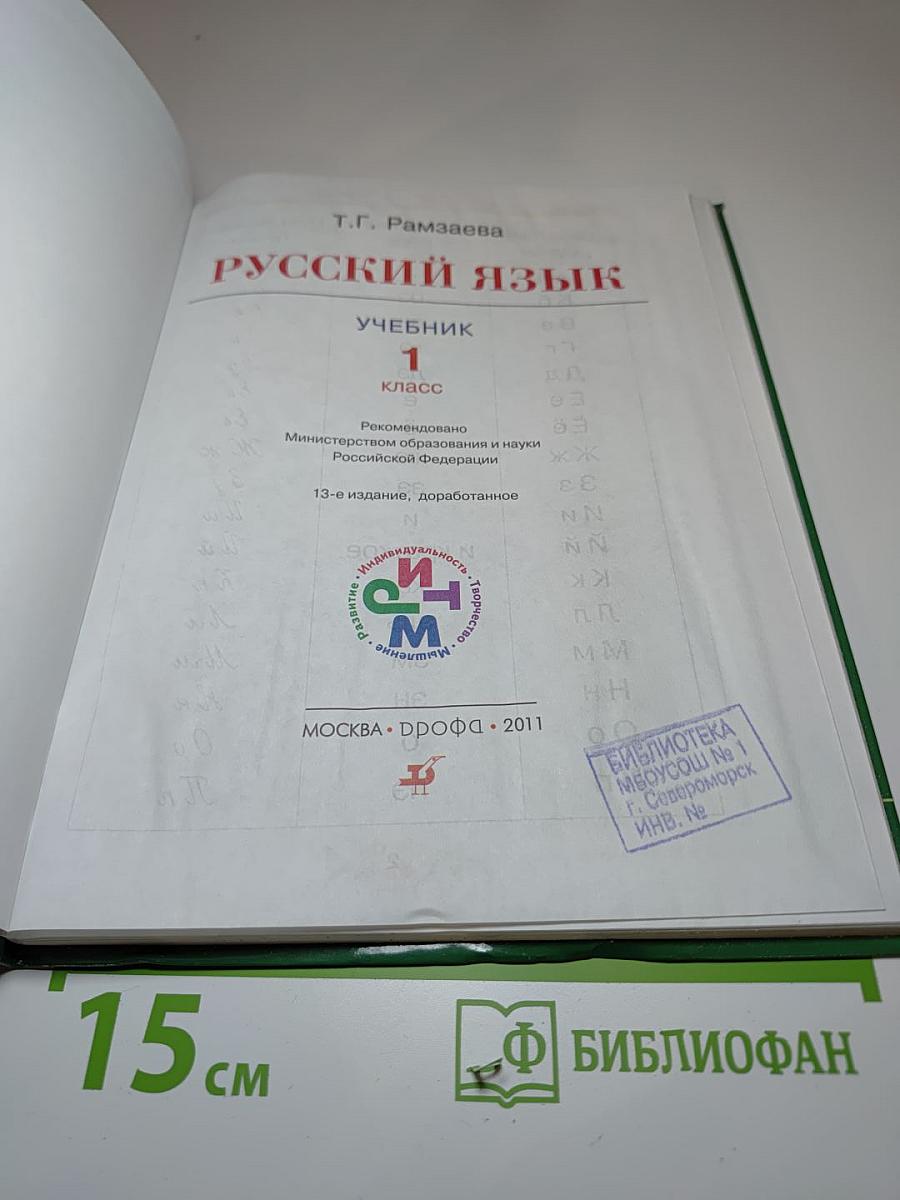 Т.Г. Рамзаева
РУССКИЙ ЯЗЫК
УЧЕБНИК
1
класс
Рекомендовано
Министерством образования и науки
Российской Федерации
13-е издание, доработанное
Развитие • Индивидуальность • Творчество • Мышление •
РИТМ
МОСКВА • дрофа • 2011
БИБЛИОТЕКА
МБОУСОШ № 1
г. Североморск
ИНВ. №
15 см
Ф БИБЛИОФАН